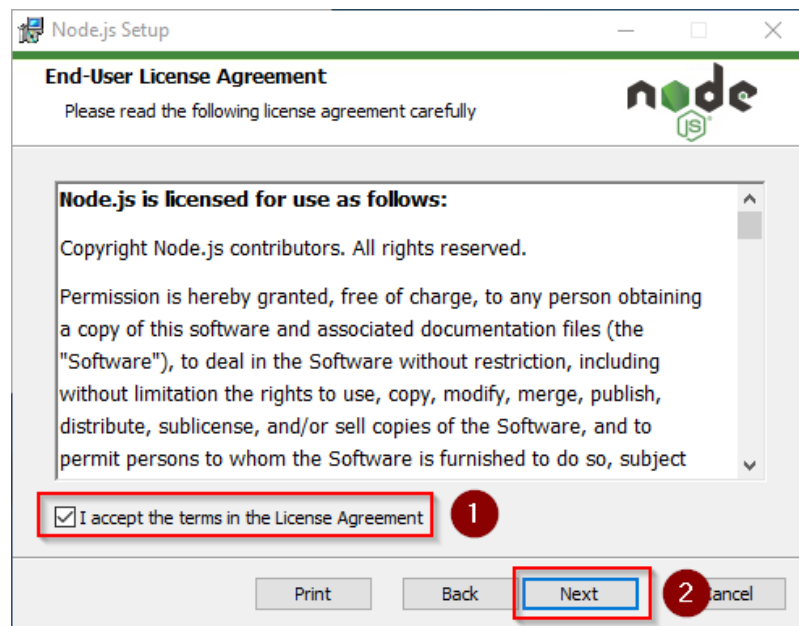 Node.js Setup
End-User License Agreement
Please read the following license agreement carefully
node
JS
Node.js is licensed for use as follows:
Copyright Node.js contributors. All rights reserved.
Permission is hereby granted, free of charge, to any person obtaining
a copy of this software and associated documentation files (the
"Software"), to deal in the Software without restriction, including
without limitation the rights to use, copy, modify, merge, publish,
distribute, sublicense, and/or sell copies of the Software, and to
permit persons to whom the Software is furnished to do so, subject
I accept the terms in the License Agreement 1
Print Back Next 2 ancel